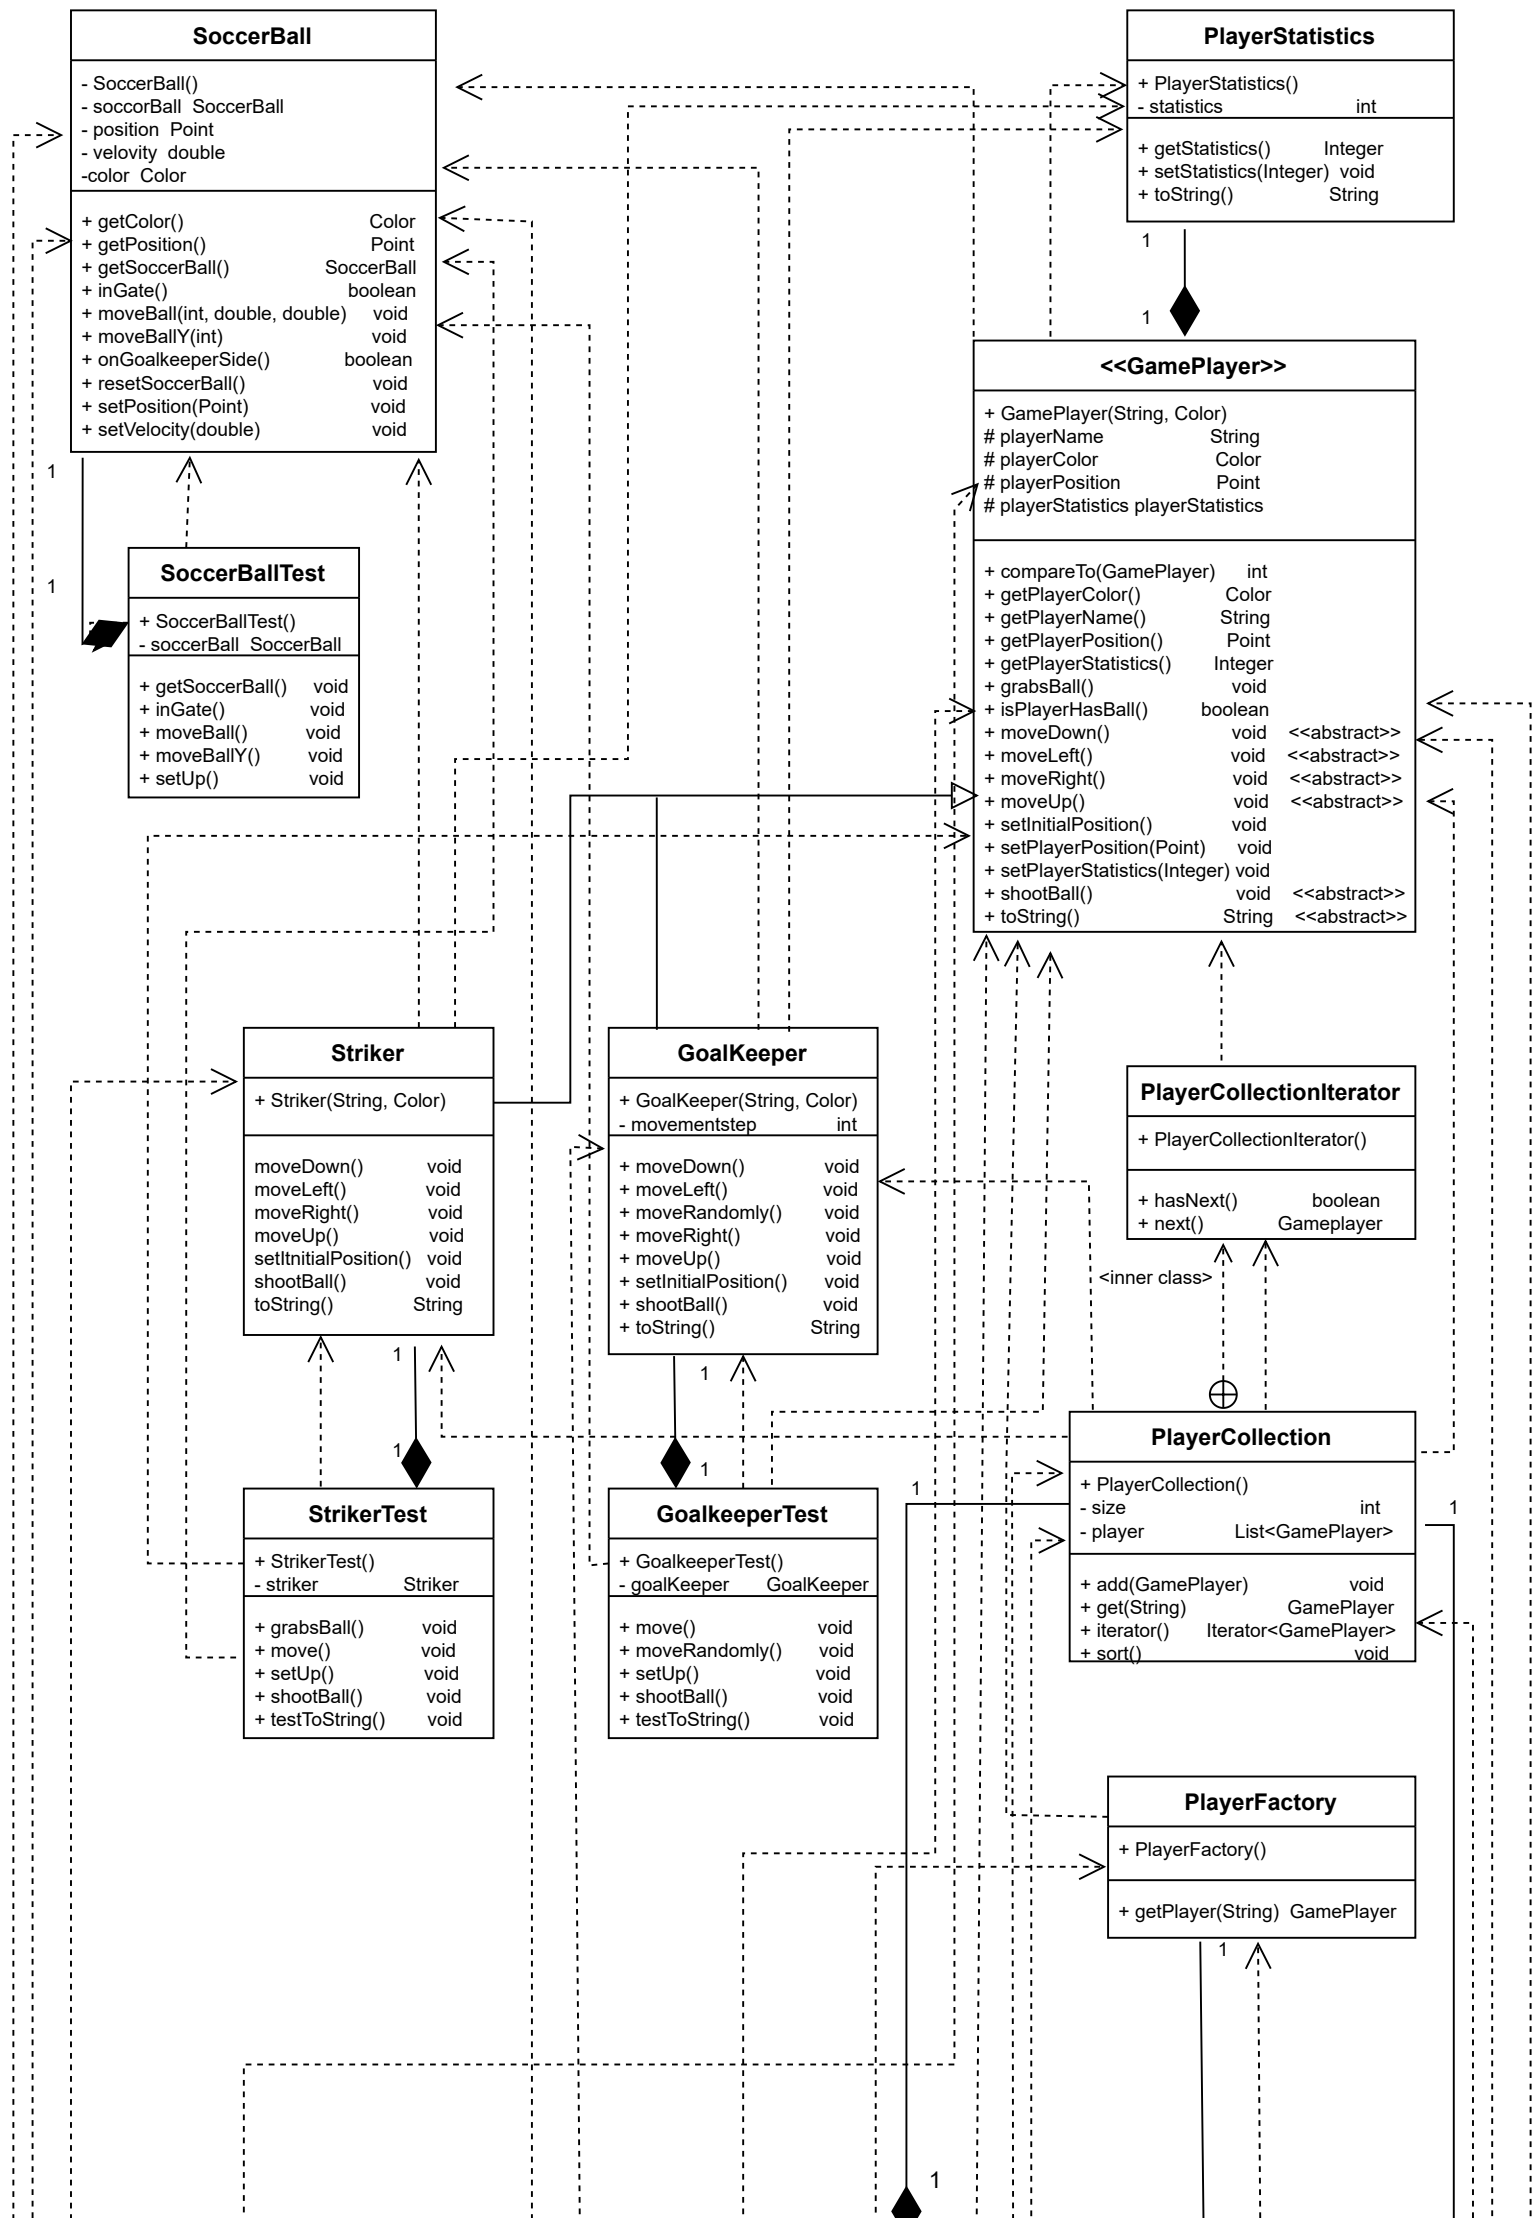 SoccerBall
- SoccerBall()
- soccorBall SoccerBall
- position Point
- velovity double
-color Color
+ getColor() Color
+ getPosition() Point
+ getSoccerBall() SoccerBall
+ inGate() boolean
+ moveBall(int, double, double) void
+ moveBallY(int) void
+ onGoalkeeperSide() boolean
+ resetSoccerBall() void
+ setPosition(Point) void
+ setVelocity(double) void
PlayerStatistics
+ PlayerStatistics()
- statistics int
+ getStatistics() Integer
+ setStatistics(Integer) void
+ toString() String
1
1
<<GamePlayer>>
+ GamePlayer(String, Color)
# playerName String
# playerColor Color
# playerPosition Point
# playerStatistics playerStatistics
+ compareTo(GamePlayer) int
+ getPlayerColor() Color
+ getPlayerName() String
+ getPlayerPosition() Point
+ getPlayerStatistics() Integer
+ grabsBall() void
+ isPlayerHasBall() boolean
+ moveDown() void <<abstract>>
+ moveLeft() void <<abstract>>
+ moveRight() void <<abstract>>
+ moveUp() void <<abstract>>
+ setInitialPosition() void
+ setPlayerPosition(Point) void
+ setPlayerStatistics(Integer) void
+ shootBall() void <<abstract>>
+ toString() String <<abstract>>
1
1
SoccerBallTest
+ SoccerBallTest()
- soccerBall SoccerBall
+ getSoccerBall() void
+ inGate() void
+ moveBall() void
+ moveBallY() void
+ setUp() void
Striker
+ Striker(String, Color)
moveDown() void
moveLeft() void
moveRight() void
moveUp() void
setItnitialPosition() void
shootBall() void
toString() String
GoalKeeper
+ GoalKeeper(String, Color)
- movementstep int
+ moveDown() void
+ moveLeft() void
+ moveRandomly() void
+ moveRight() void
+ moveUp() void
+ setInitialPosition() void
+ shootBall() void
+ toString() String
PlayerCollectionIterator
+ PlayerCollectionIterator()
+ hasNext() boolean
+ next() Gameplayer
<inner class>
1
1
1
1
StrikerTest
+ StrikerTest()
- striker Striker
+ grabsBall() void
+ move() void
+ setUp() void
+ shootBall() void
+ testToString() void
GoalkeeperTest
+ GoalkeeperTest()
- goalKeeper GoalKeeper
+ move() void
+ moveRandomly() void
+ setUp() void
+ shootBall() void
+ testToString() void
PlayerCollection
+ PlayerCollection()
- size int
- player List<GamePlayer>
+ add(GamePlayer) void
+ get(String) GamePlayer
+ iterator() Iterator<GamePlayer>
+ sort() void
1
1
PlayerFactory
+ PlayerFactory()
+ getPlayer(String) GamePlayer
1
1